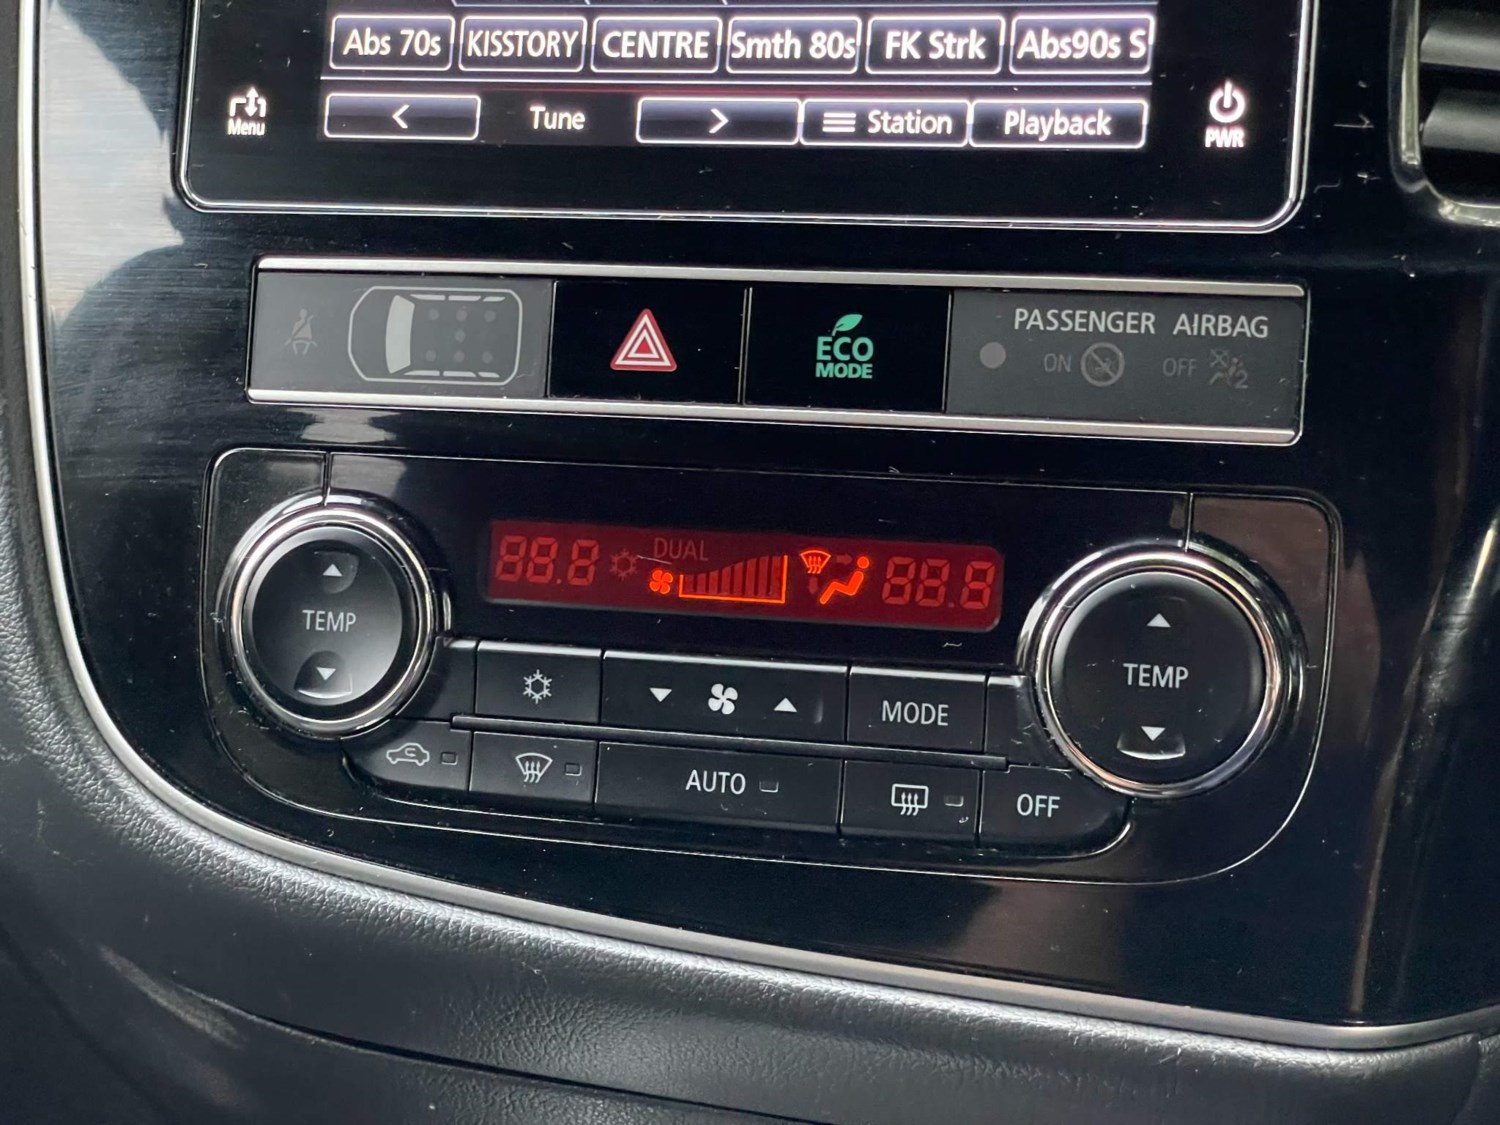 Abs 70s KISSTORY CENTRE Smth 80s FK Strk Abs90s S
Menu < Tune > Station Playback PWR
ECO
MODE
PASSENGER AIRBAG
ON OFF 2
DUAL
88.8 88.8
TEMP
TEMP
MODE
AUTO
OFF